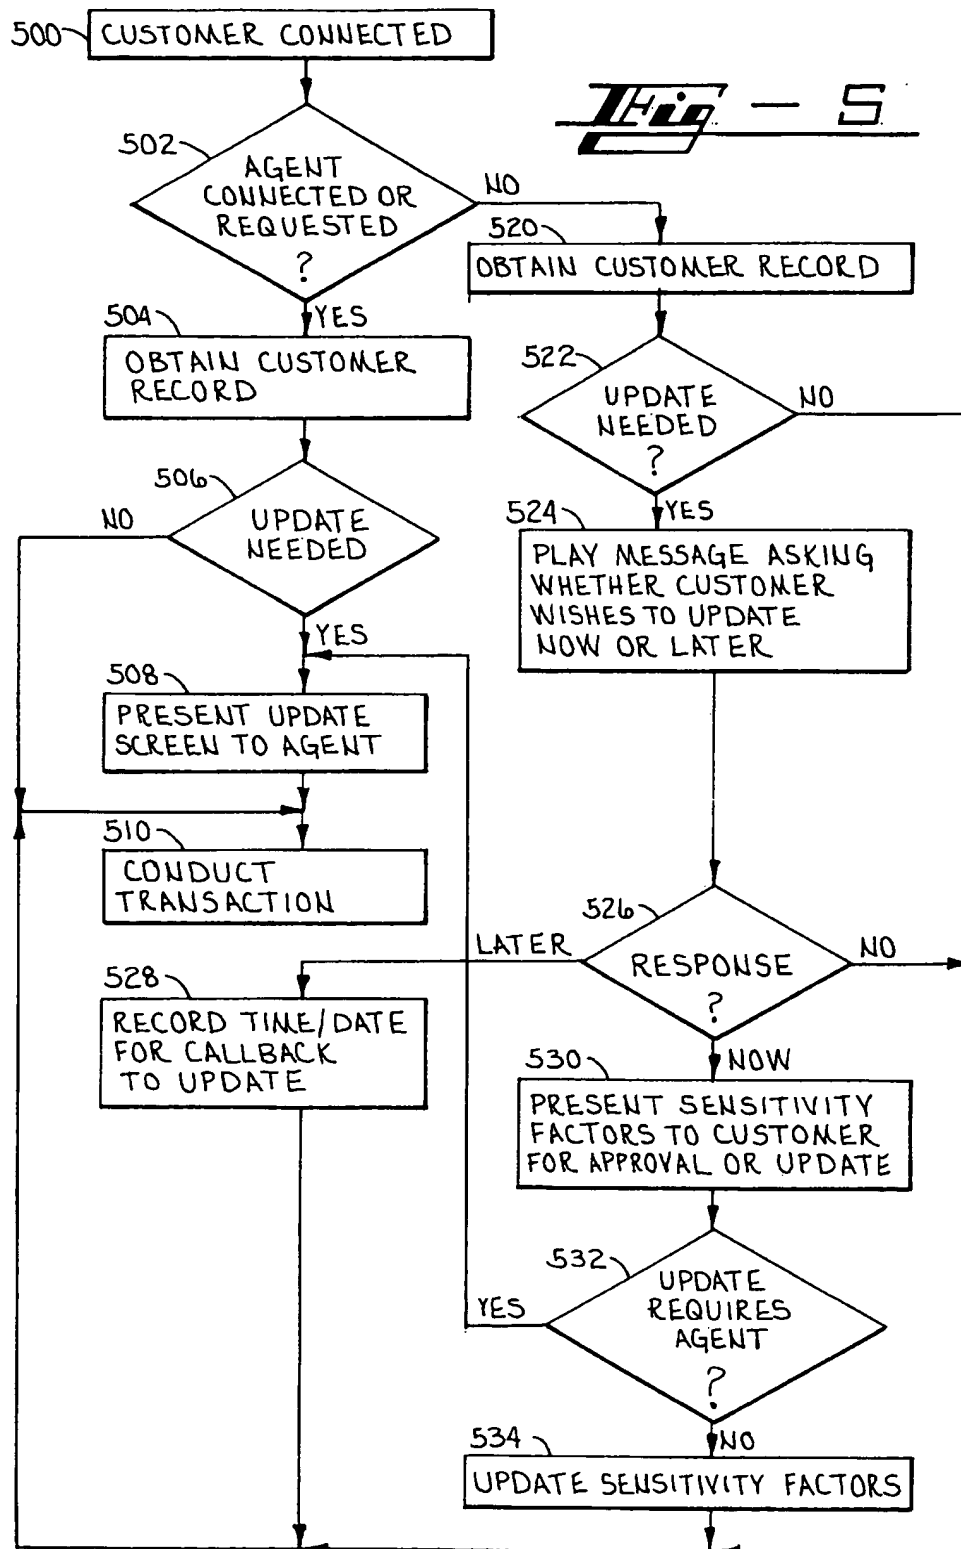 500 CUSTOMER CONNECTED
Fig - 5
502
AGENT
CONNECTED OR
REQUESTED
?
NO
YES
504
OBTAIN CUSTOMER
RECORD
506
UPDATE
NEEDED
NO
YES
508
PRESENT UPDATE
SCREEN TO AGENT
510
CONDUCT
TRANSACTION
520
OBTAIN CUSTOMER RECORD
522
UPDATE
NEEDED
?
NO
YES
524
PLAY MESSAGE ASKING
WHETHER CUSTOMER
WISHES TO UPDATE
NOW OR LATER
526
RESPONSE
?
LATER
NO
NOW
528
RECORD TIME/DATE
FOR CALLBACK
TO UPDATE
530
PRESENT SENSITIVITY
FACTORS TO CUSTOMER
FOR APPROVAL OR UPDATE
532
UPDATE
REQUIRES
AGENT
?
YES
NO
534
UPDATE SENSITIVITY FACTORS